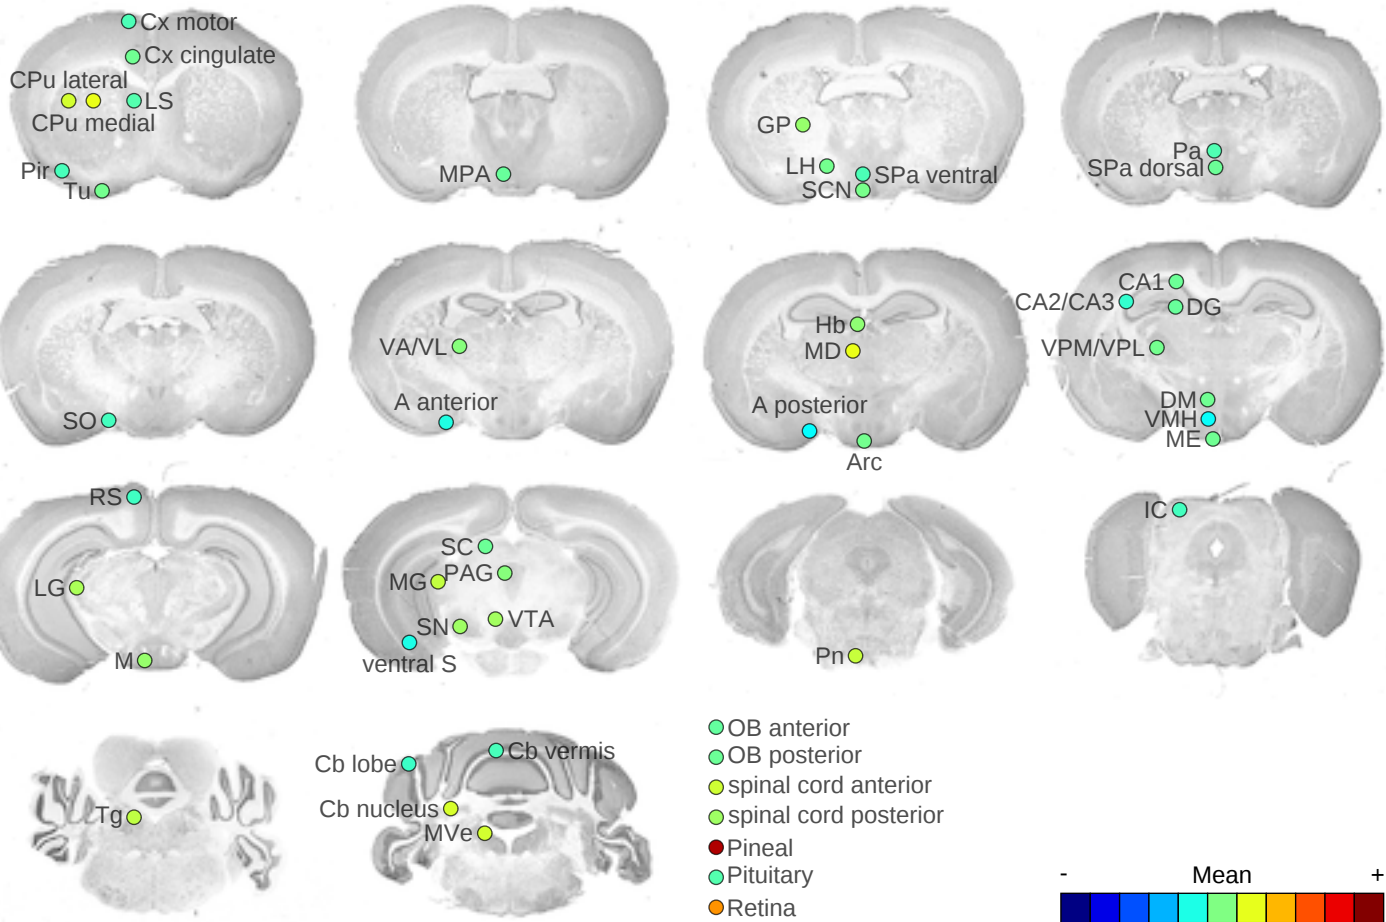 Cx motor
Cx cingulate
CPu lateral
LS
CPu medial
Pir
Tu
MPA
GP
LH
SPa ventral
SCN
Pa
SPa dorsal
SO
VA/VL
A anterior
Hb
MD
A posterior
Arc
CA1
CA2/CA3
DG
VPM/VPL
DM
VMH
ME
RS
LG
M
SC
PAG
MG
VTA
SN
ventral S
Pn
IC
Tg
Cb vermis
Cb lobe
Cb nucleus
MVe
OB anterior
OB posterior
spinal cord anterior
spinal cord posterior
Pineal
Pituitary
Retina
- Mean +